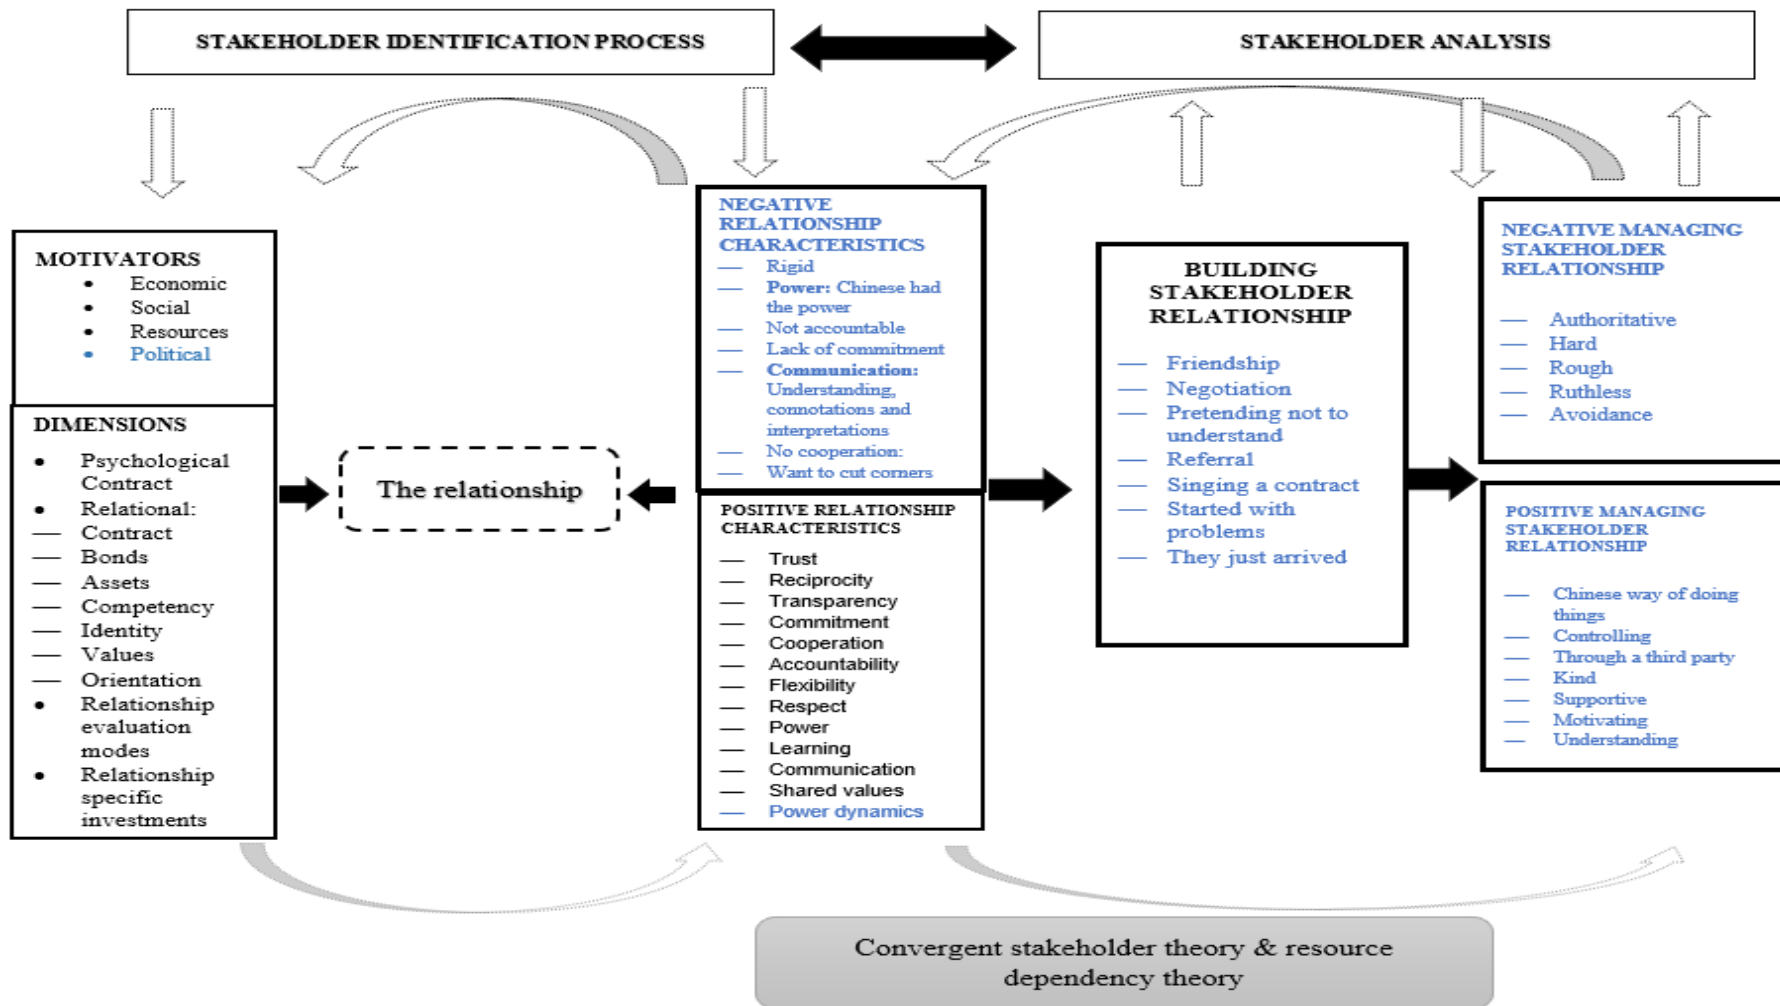 STAKEHOLDER IDENTIFICATION PROCESS
STAKEHOLDER ANALYSIS
MOTIVATORS
• Economic
• Social
• Resources
• Political
DIMENSIONS
• Psychological
Contract
• Relational:
— Contract
— Bonds
— Assets
— Competency
— Identity
— Values
— Orientation
• Relationship
evaluation
modes
• Relationship
specific
investments
The relationship
NEGATIVE
RELATIONSHIP
CHARACTERISTICS
— Rigid
— Power: Chinese had
the power
— Not accountable
— Lack of commitment
— Communication:
Understanding,
connotations and
interpretations
— No cooperation:
— Want to cut corners
POSITIVE RELATIONSHIP
CHARACTERISTICS
— Trust
— Reciprocity
— Transparency
— Commitment
— Cooperation
— Accountability
— Flexibility
— Respect
— Power
— Learning
— Communication
— Shared values
— Power dynamics
BUILDING
STAKEHOLDER
RELATIONSHIP
— Friendship
— Negotiation
— Pretending not to
understand
— Referral
— Singing a contract
— Started with
problems
— They just arrived
NEGATIVE MANAGING
STAKEHOLDER
RELATIONSHIP
— Authoritative
— Hard
— Rough
— Ruthless
— Avoidance
POSITIVE MANAGING
STAKEHOLDER
RELATIONSHIP
— Chinese way of doing
things
— Controlling
— Through a third party
— Kind
— Supportive
— Motivating
— Understanding
Convergent stakeholder theory & resource
dependency theory